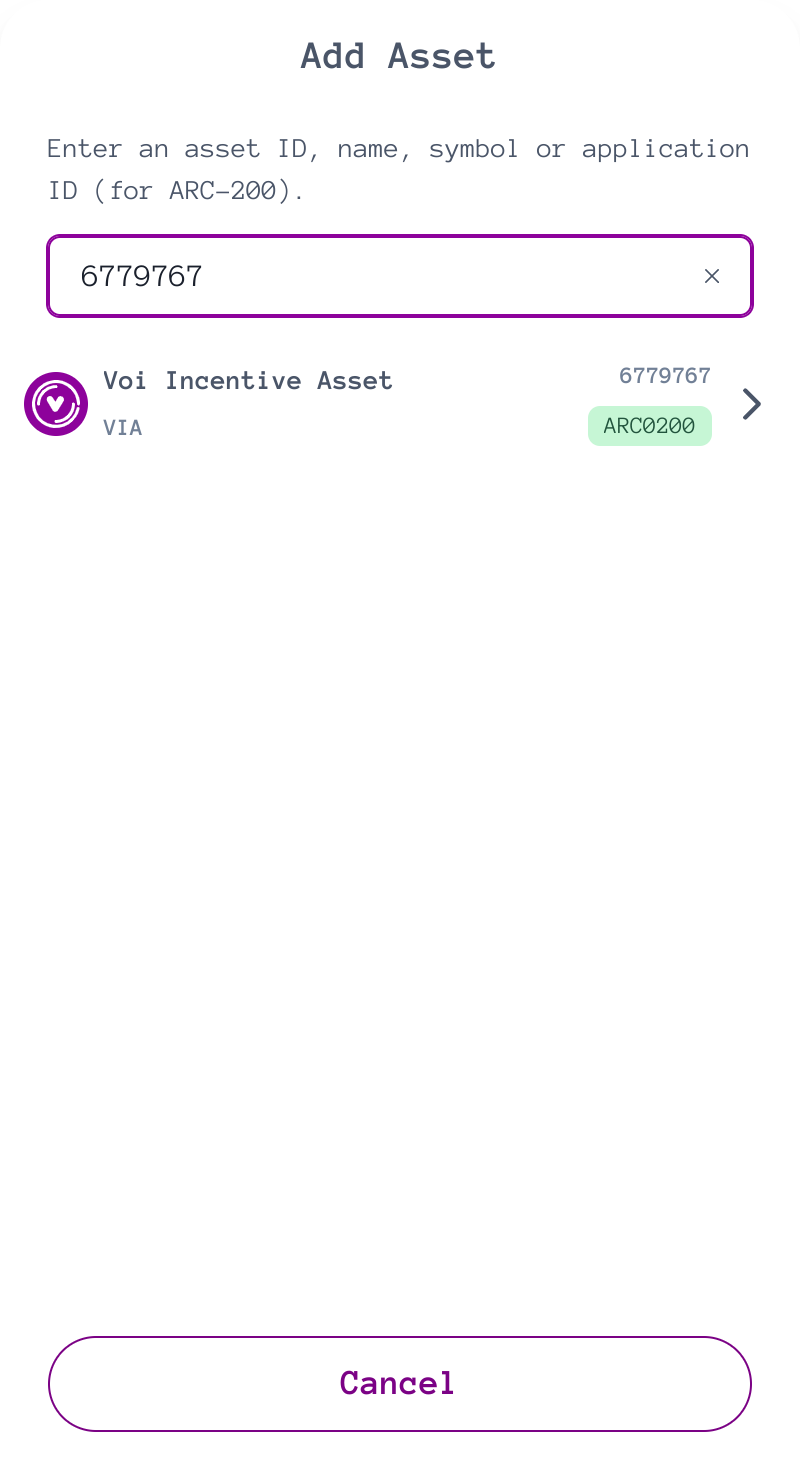 Add Asset
Enter an asset ID, name, symbol or application
ID (for ARC-200).
6779767
Voi Incentive Asset
6779767
VIA
ARC0200
Cancel